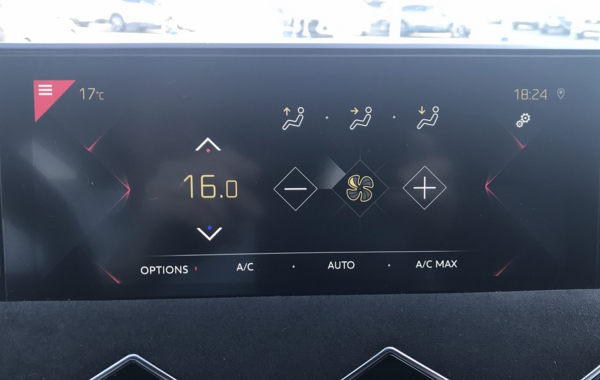 17°C
18:24
16.0
OPTIONS A/C AUTO A/C MAX